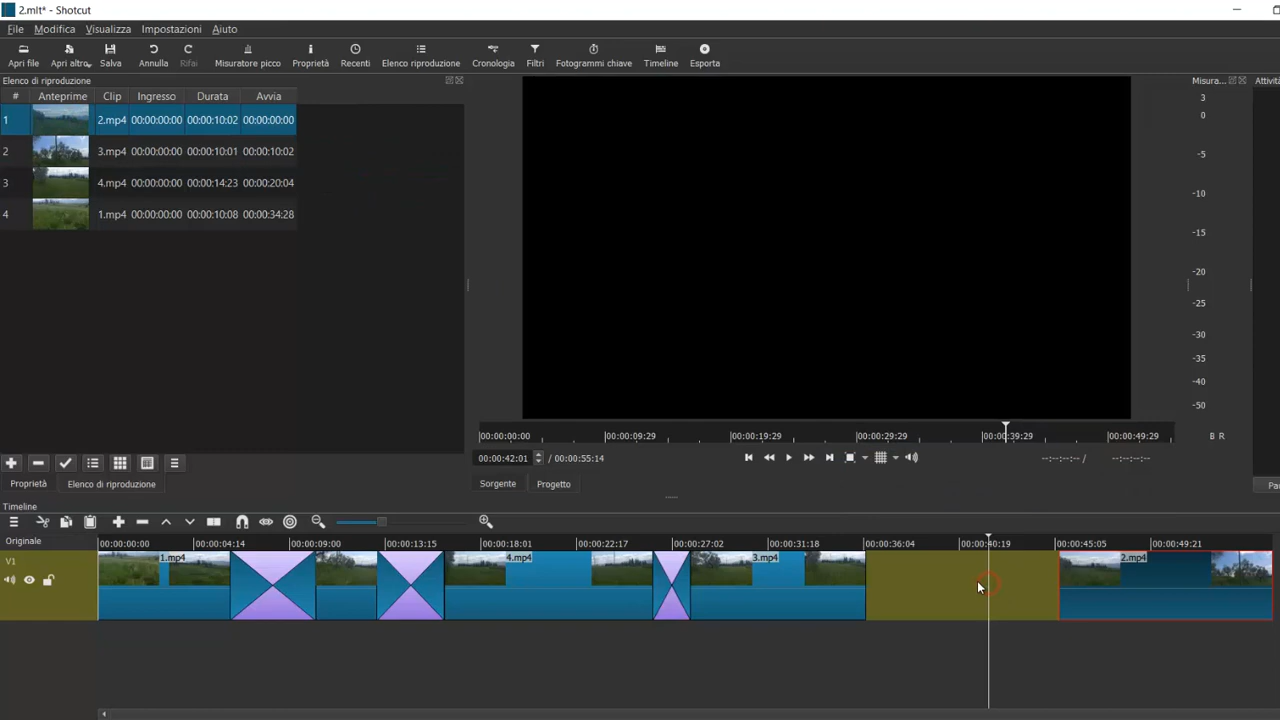 2.mlt* - Shotcut
File Modifica Visualizza Impostazioni Aiuto
Apri file Apri altro Salva Annulla Rifai Misuratore picco Proprietà Recenti Elenco riproduzione Cronologia Filtri Fotogrammi chiave Timeline Esporta
Elenco di riproduzione
# Anteprime Clip Ingresso Durata Avvia
1 2.mp4 00:00:00:00 00:00:10:02 00:00:00:00
2 3.mp4 00:00:00:00 00:00:10:01 00:00:10:02
3 4.mp4 00:00:00:00 00:00:14:23 00:00:20:04
4 1.mp4 00:00:00:00 00:00:10:08 00:00:34:28
Misura... Attività
3
0
-5
-10
-15
-20
-25
-30
-35
-40
-50
B R
00:00:00:00 00:00:09:29 00:00:19:29 00:00:29:29 00:00:39:29 00:00:49:29
00:00:42:01 / 00:00:55:14 --:--:--:-- / --:--:--:--
Proprietà Elenco di riproduzione Sorgente Progetto Pau
Timeline
Originale 00:00:00:00 00:00:04:14 00:00:09:00 00:00:13:15 00:00:18:01 00:00:22:17 00:00:27:02 00:00:31:18 00:00:36:04 00:00:40:19 00:00:45:05 00:00:49:21
V1 1.mp4 4.mp4 3.mp4 2.mp4